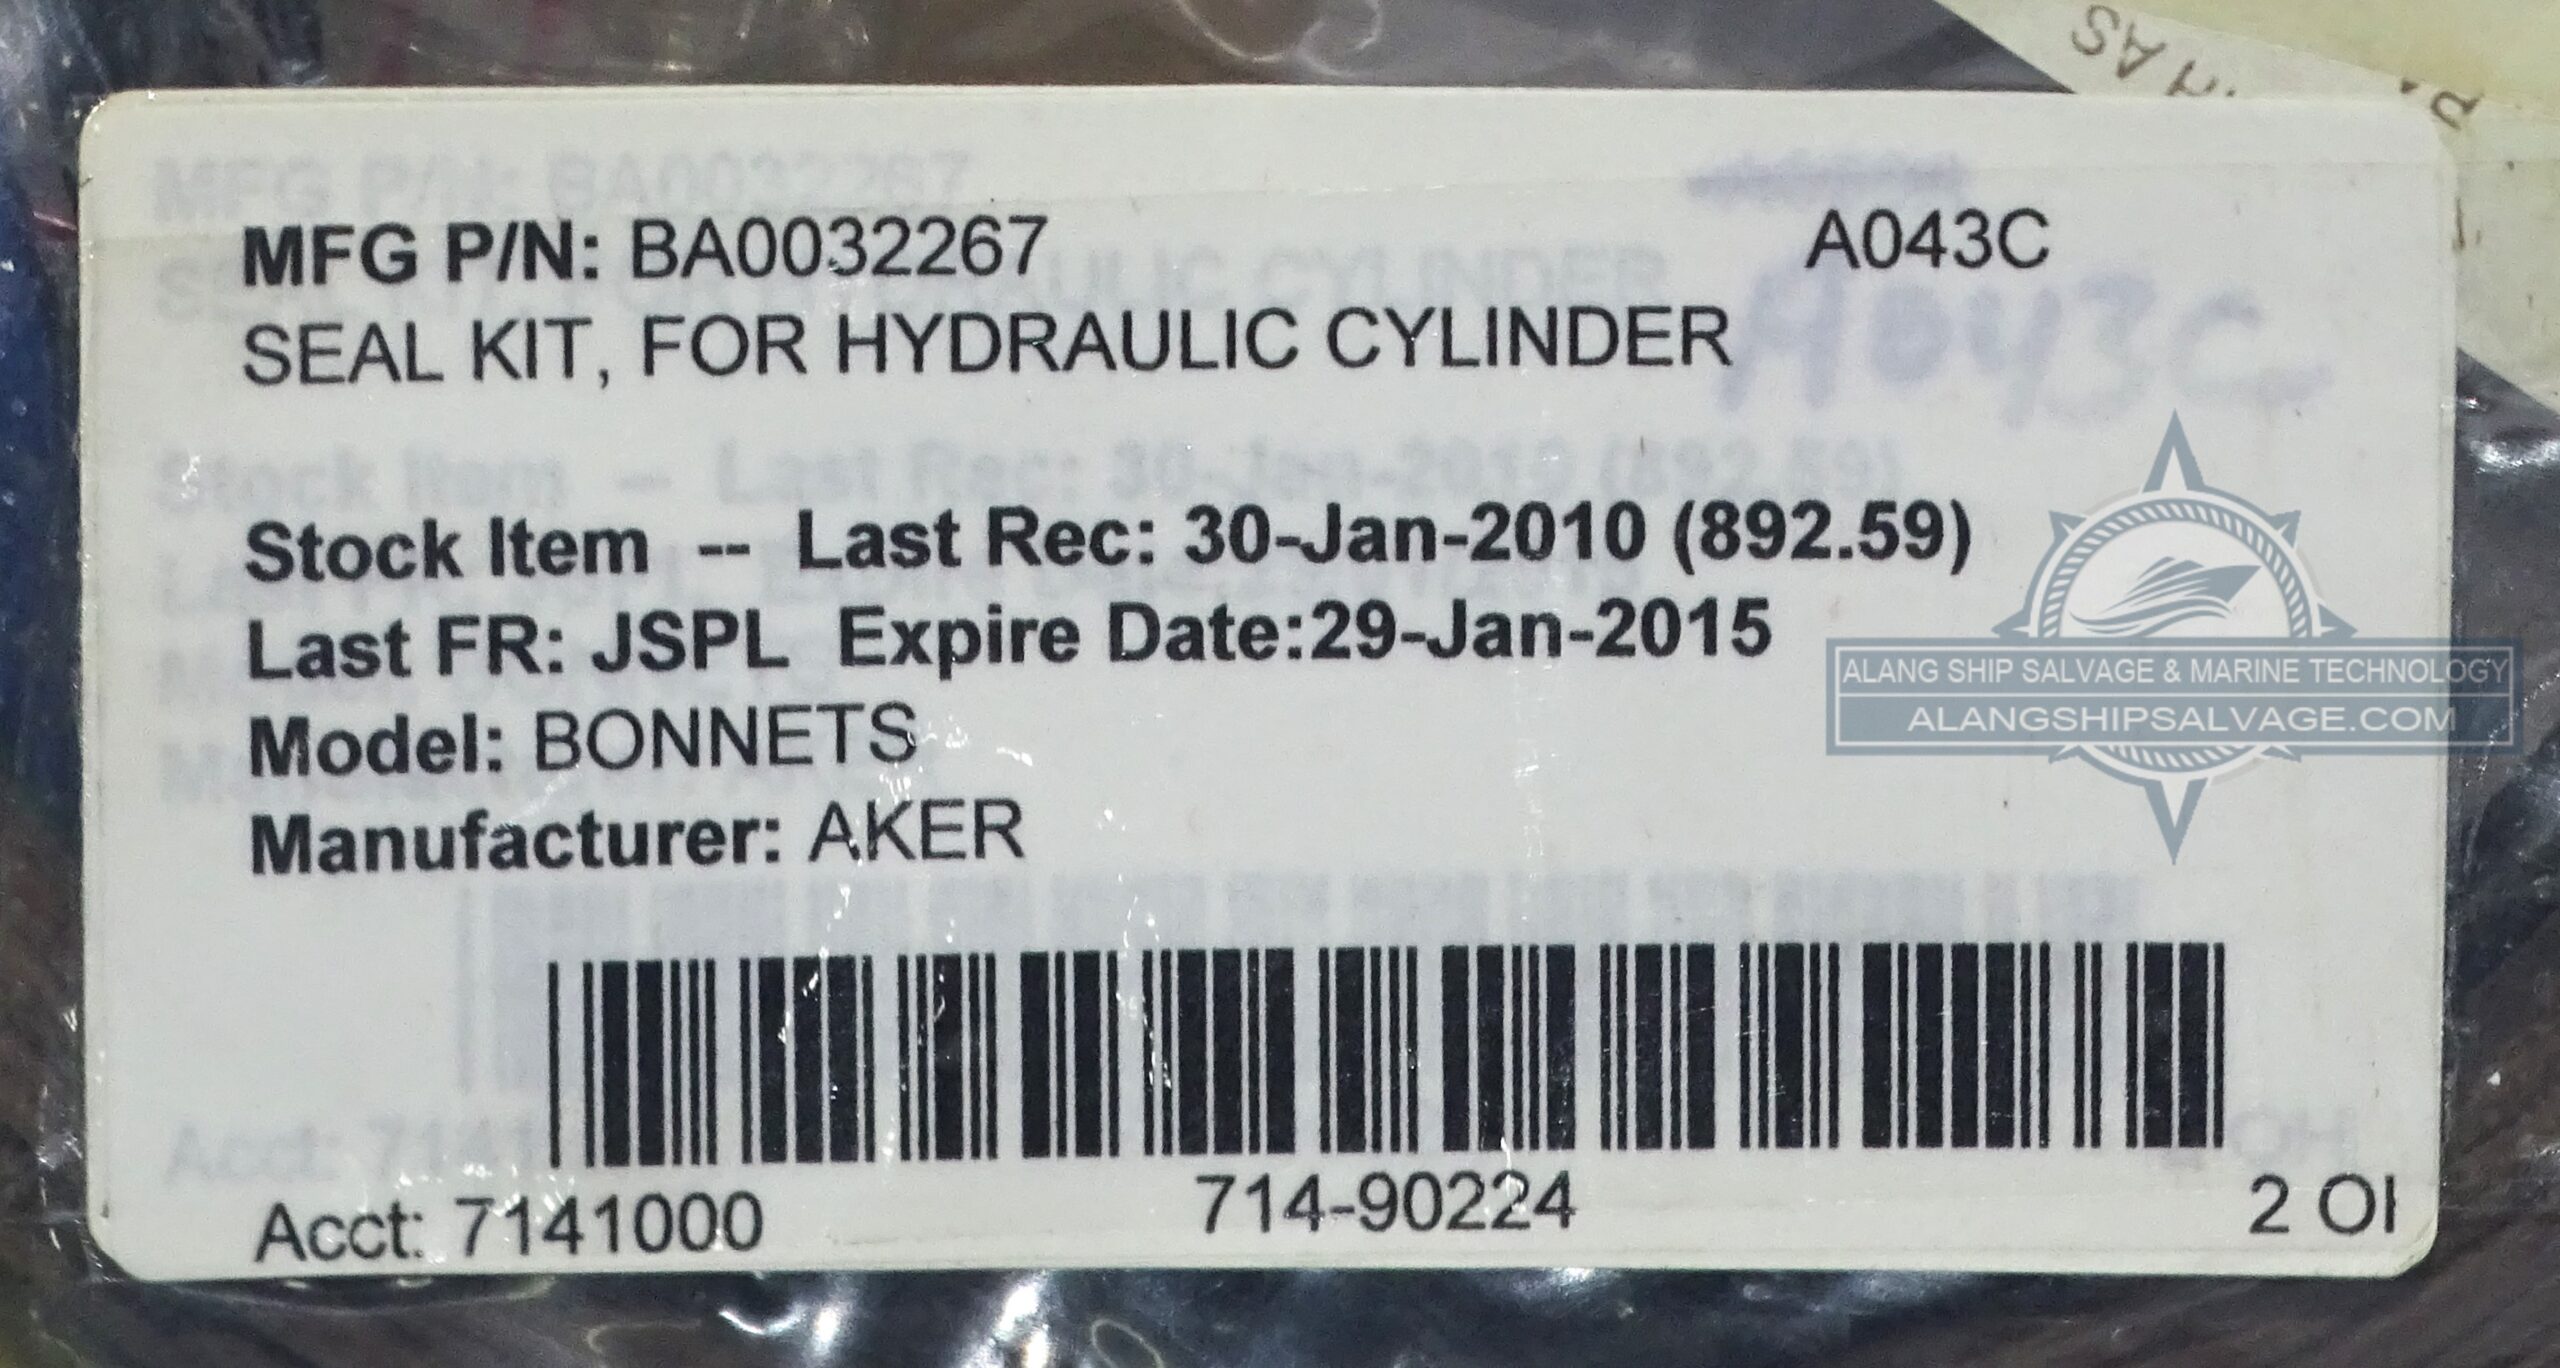 MFG P/N: BA0032267 A043C
SEAL KIT, FOR HYDRAULIC CYLINDER
A043C
Stock Item -- Last Rec: 30-Jan-2010 (892.59)
Last FR: JSPL Expire Date:29-Jan-2015
Model: BONNETS
Manufacturer: AKER
ALANG SHIP SALVAGE & MARINE TECHNOLOGY
ALANGSHIPSALVAGE.COM
Acct: 7141000 714-90224 2 OI